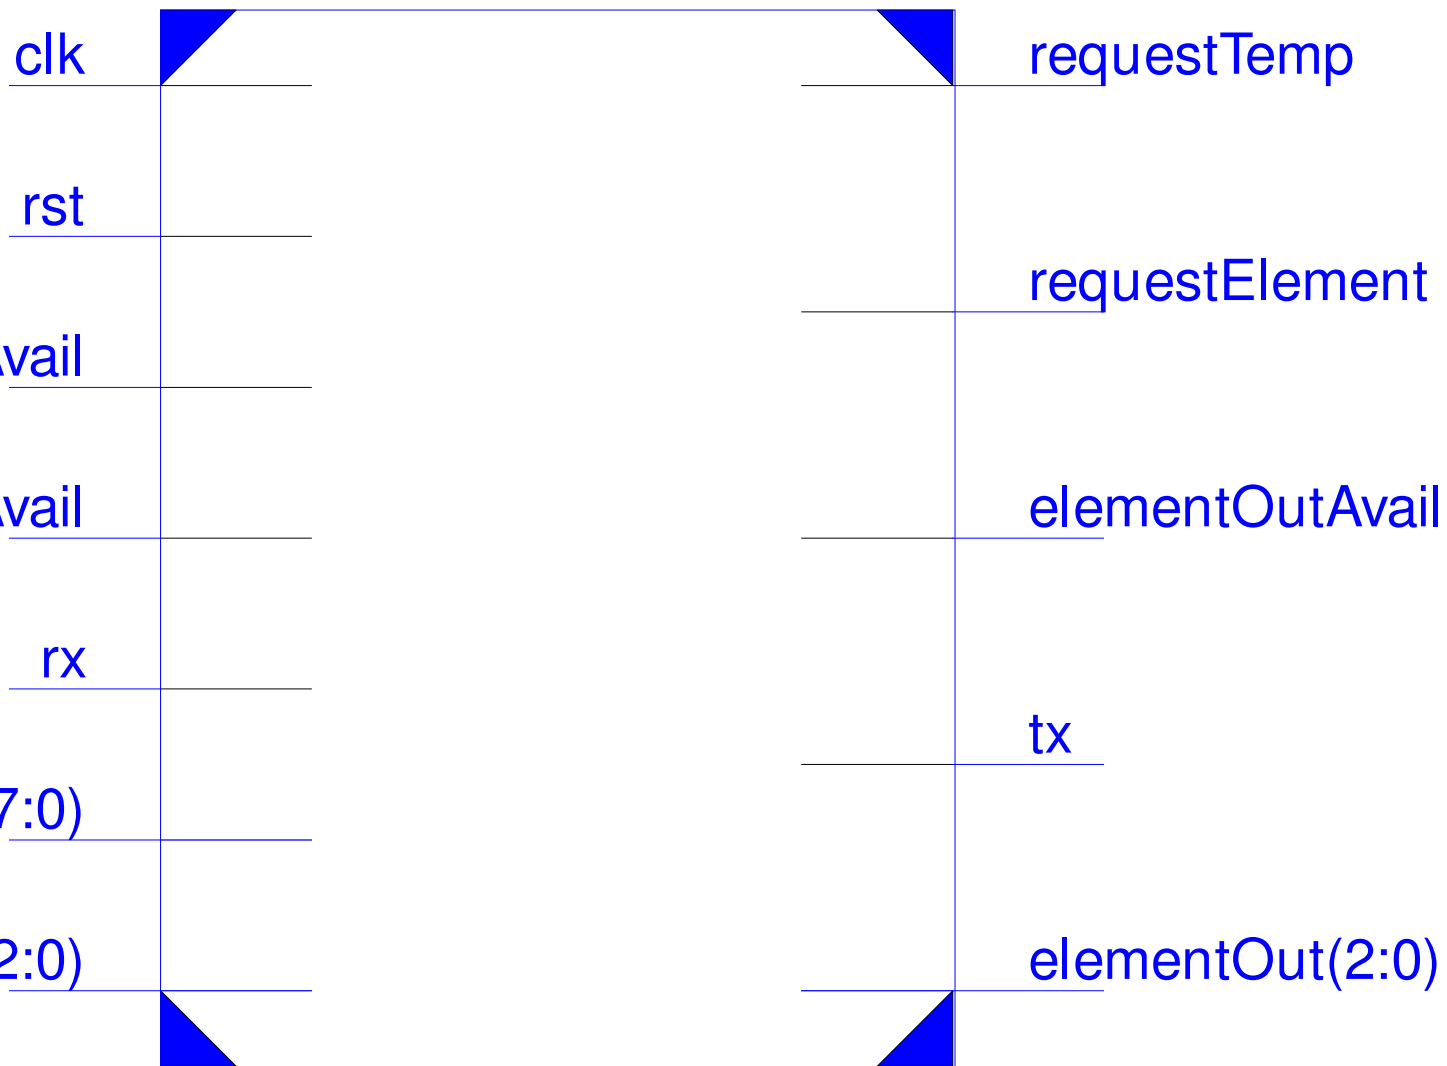 clk
requestTemp
rst
requestElement
vail
vail
elementOutAvail
rx
tx
7:0)
2:0)
elementOut(2:0)